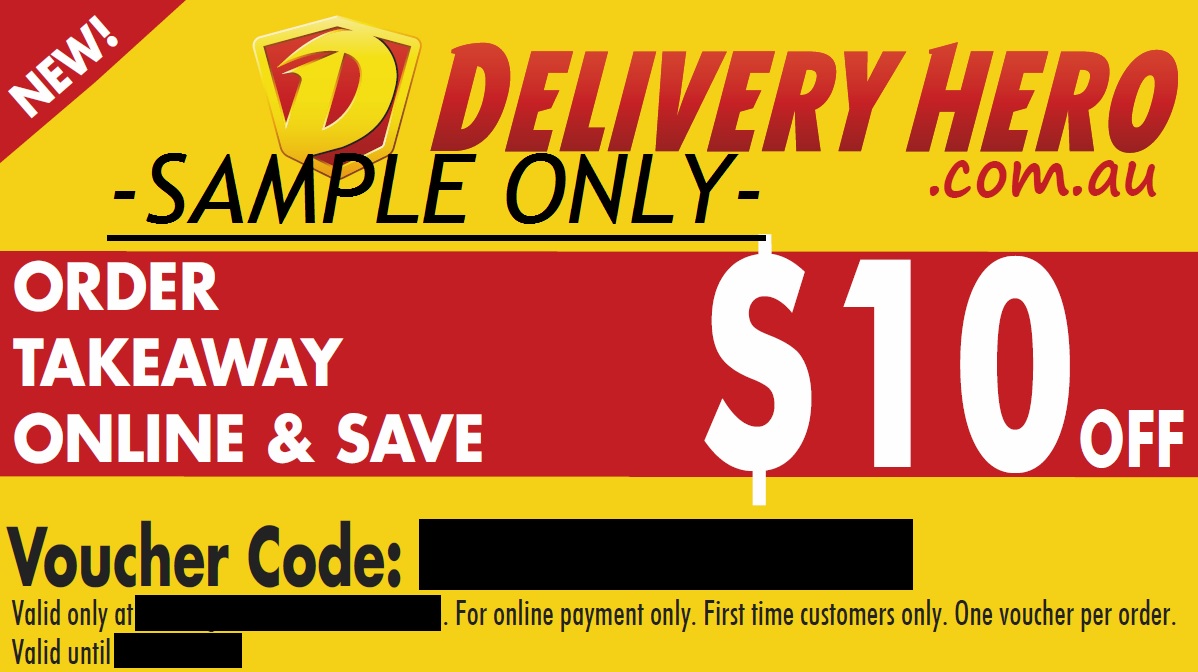 NEW!
D
DELIVERY HERO
.com.au
-SAMPLE ONLY-
ORDER
TAKEAWAY
ONLINE & SAVE
$10 OFF
Voucher Code:
Valid only at . For online payment only. First time customers only. One voucher per order.
Valid until